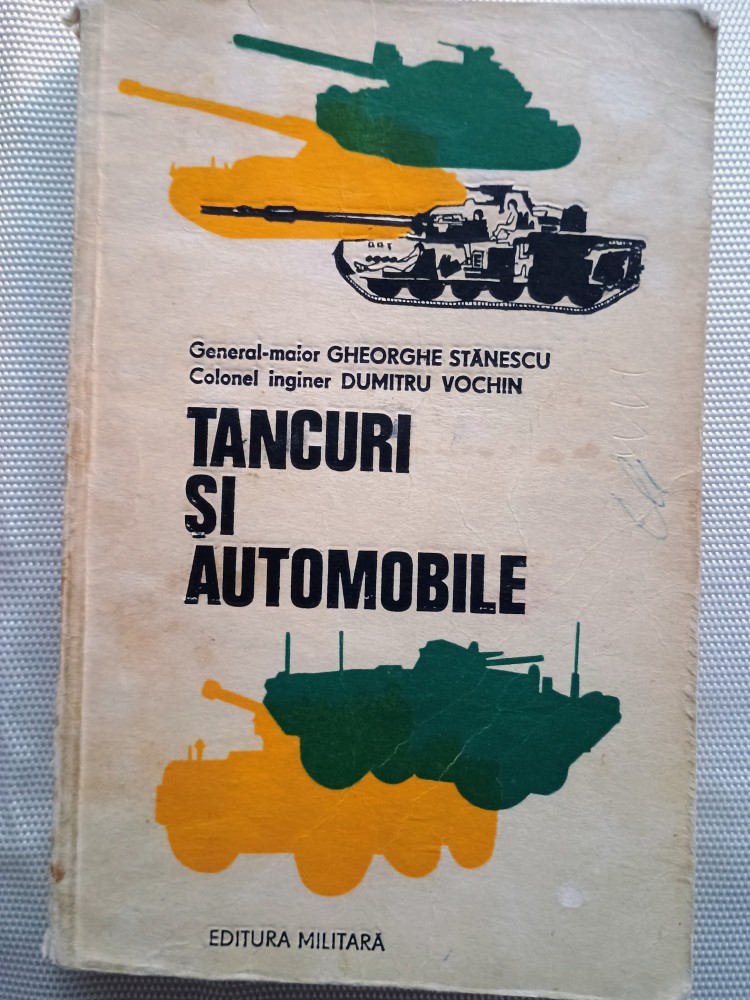 General-maior GHEORGHE STĂNESCU
Colonel inginer DUMITRU VOCHIN
TANCURI
ȘI
AUTOMOBILE
EDITURA MILITARĂ